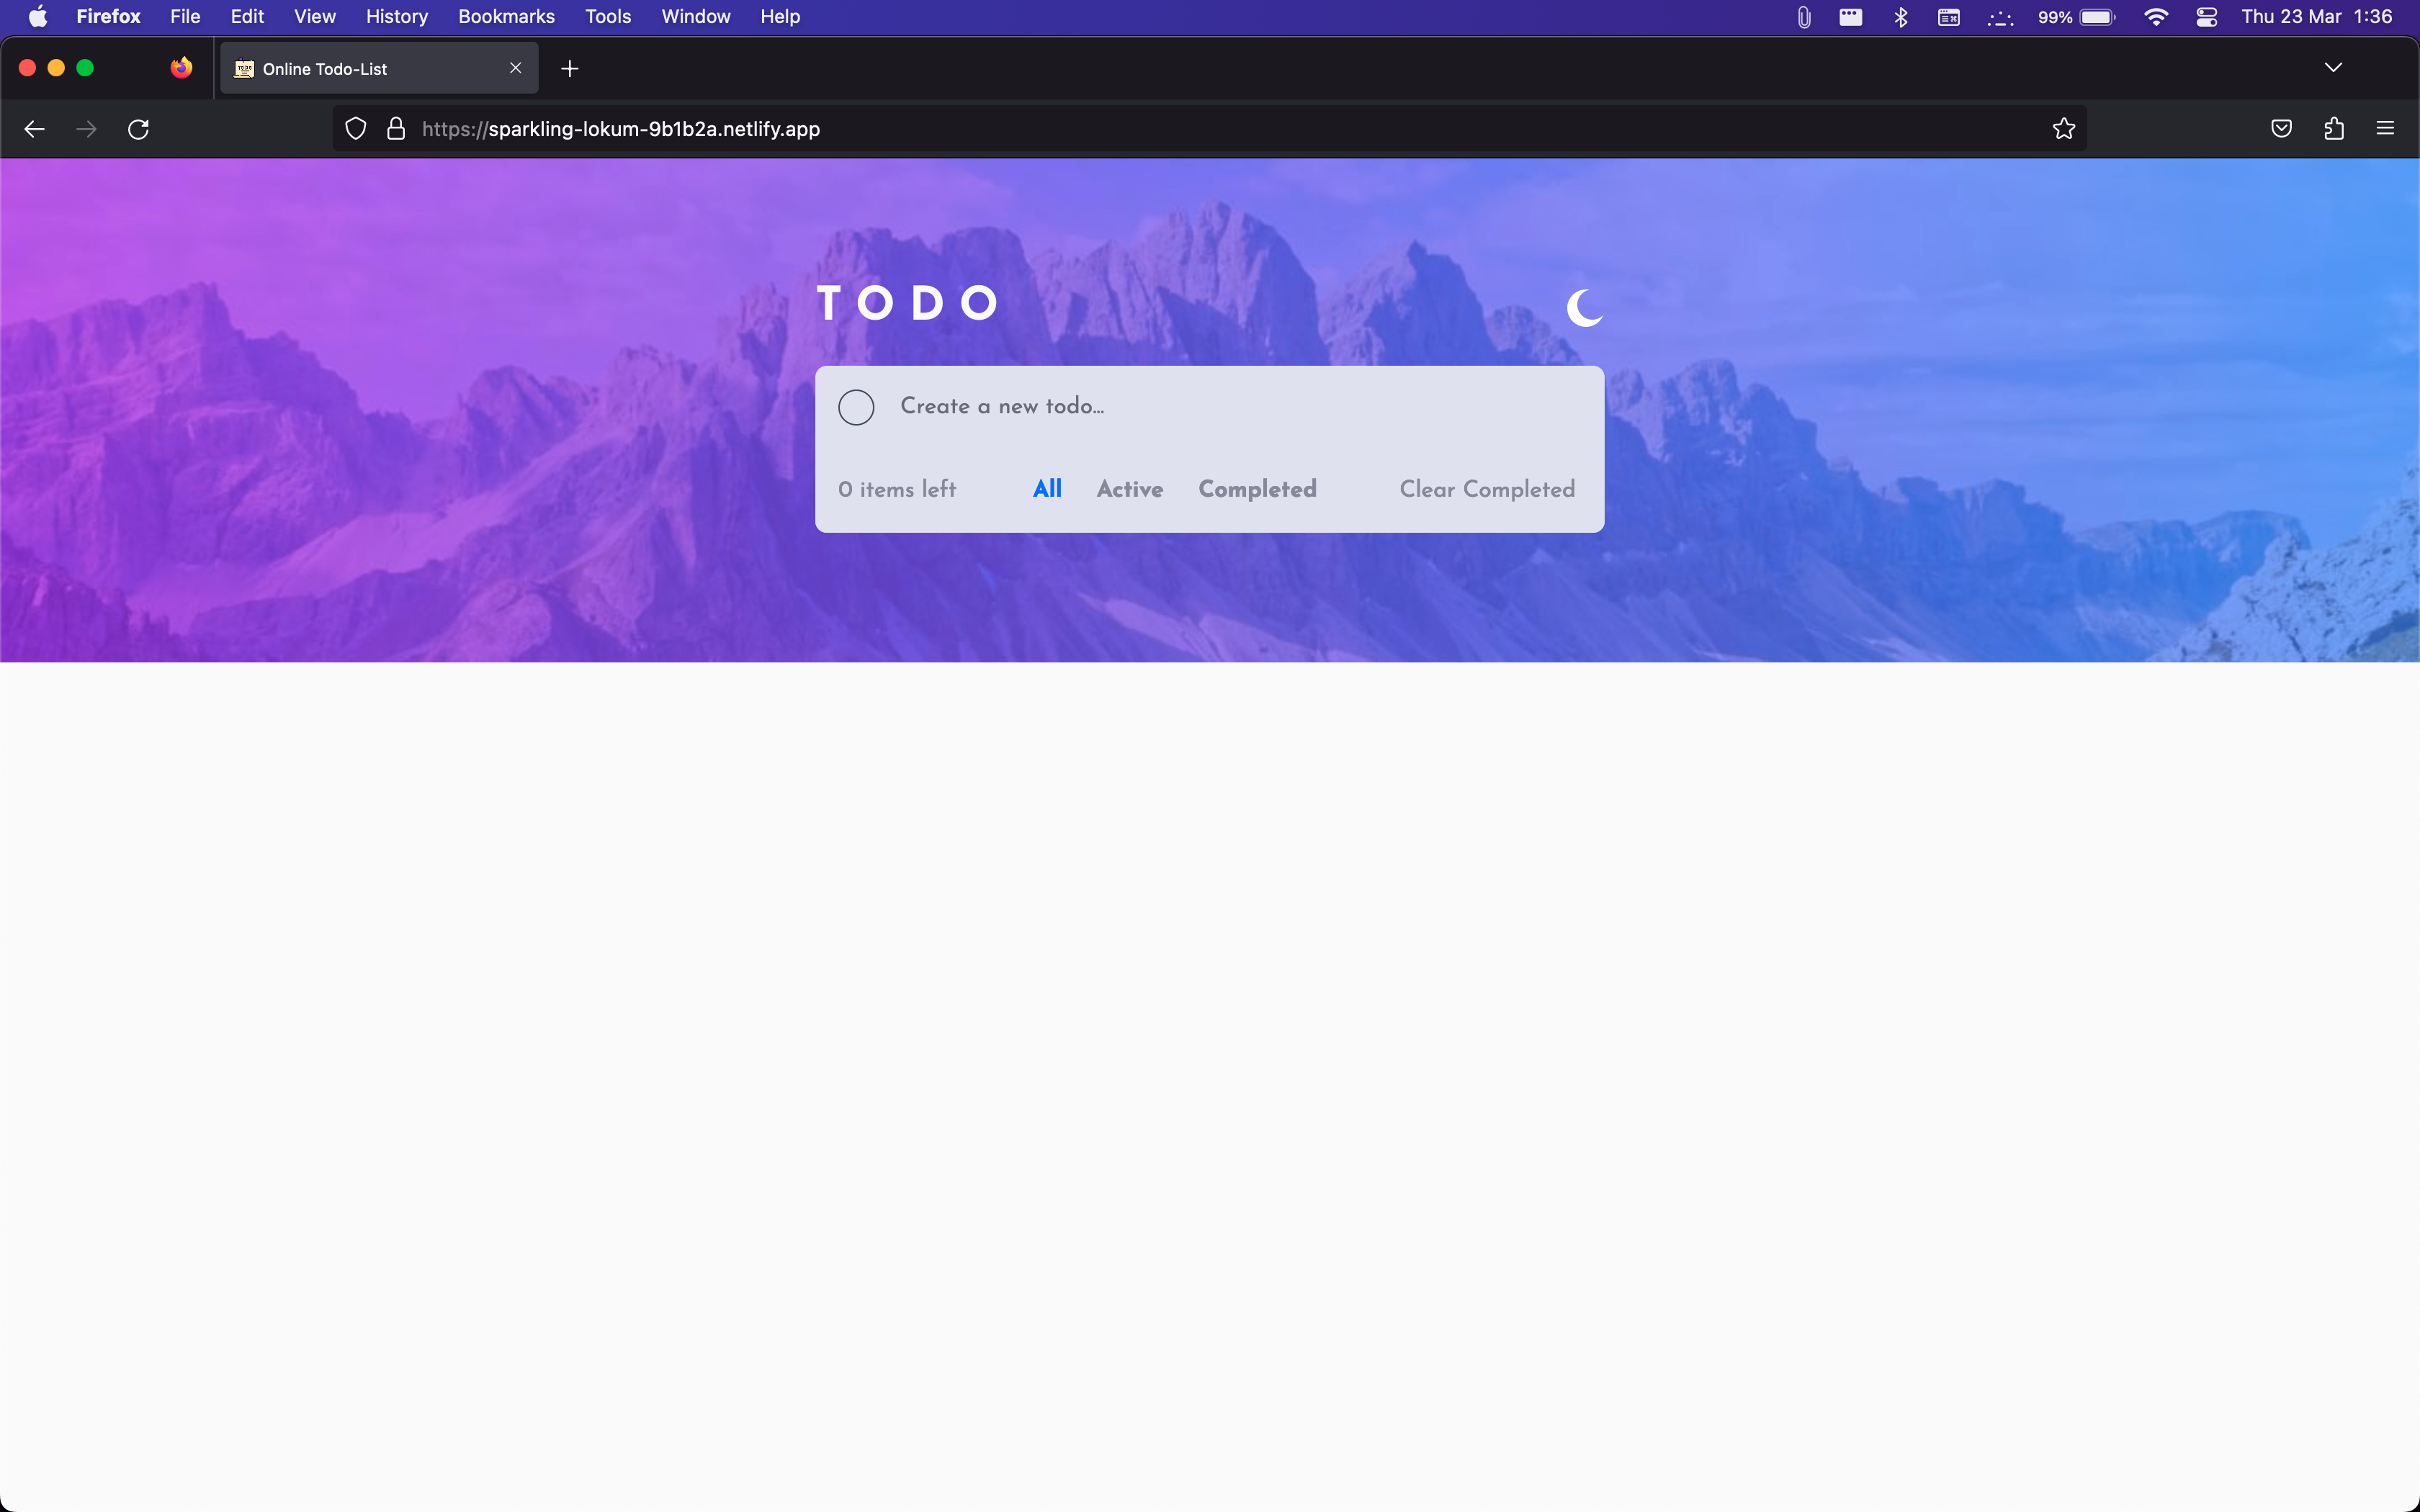 Firefox File Edit View History Bookmarks Tools Window Help 99% Thu 23 Mar 1:36
Online Todo-List
https://sparkling-lokum-9b1b2a.netlify.app
TODO
Create a new todo...
0 items left All Active Completed Clear Completed